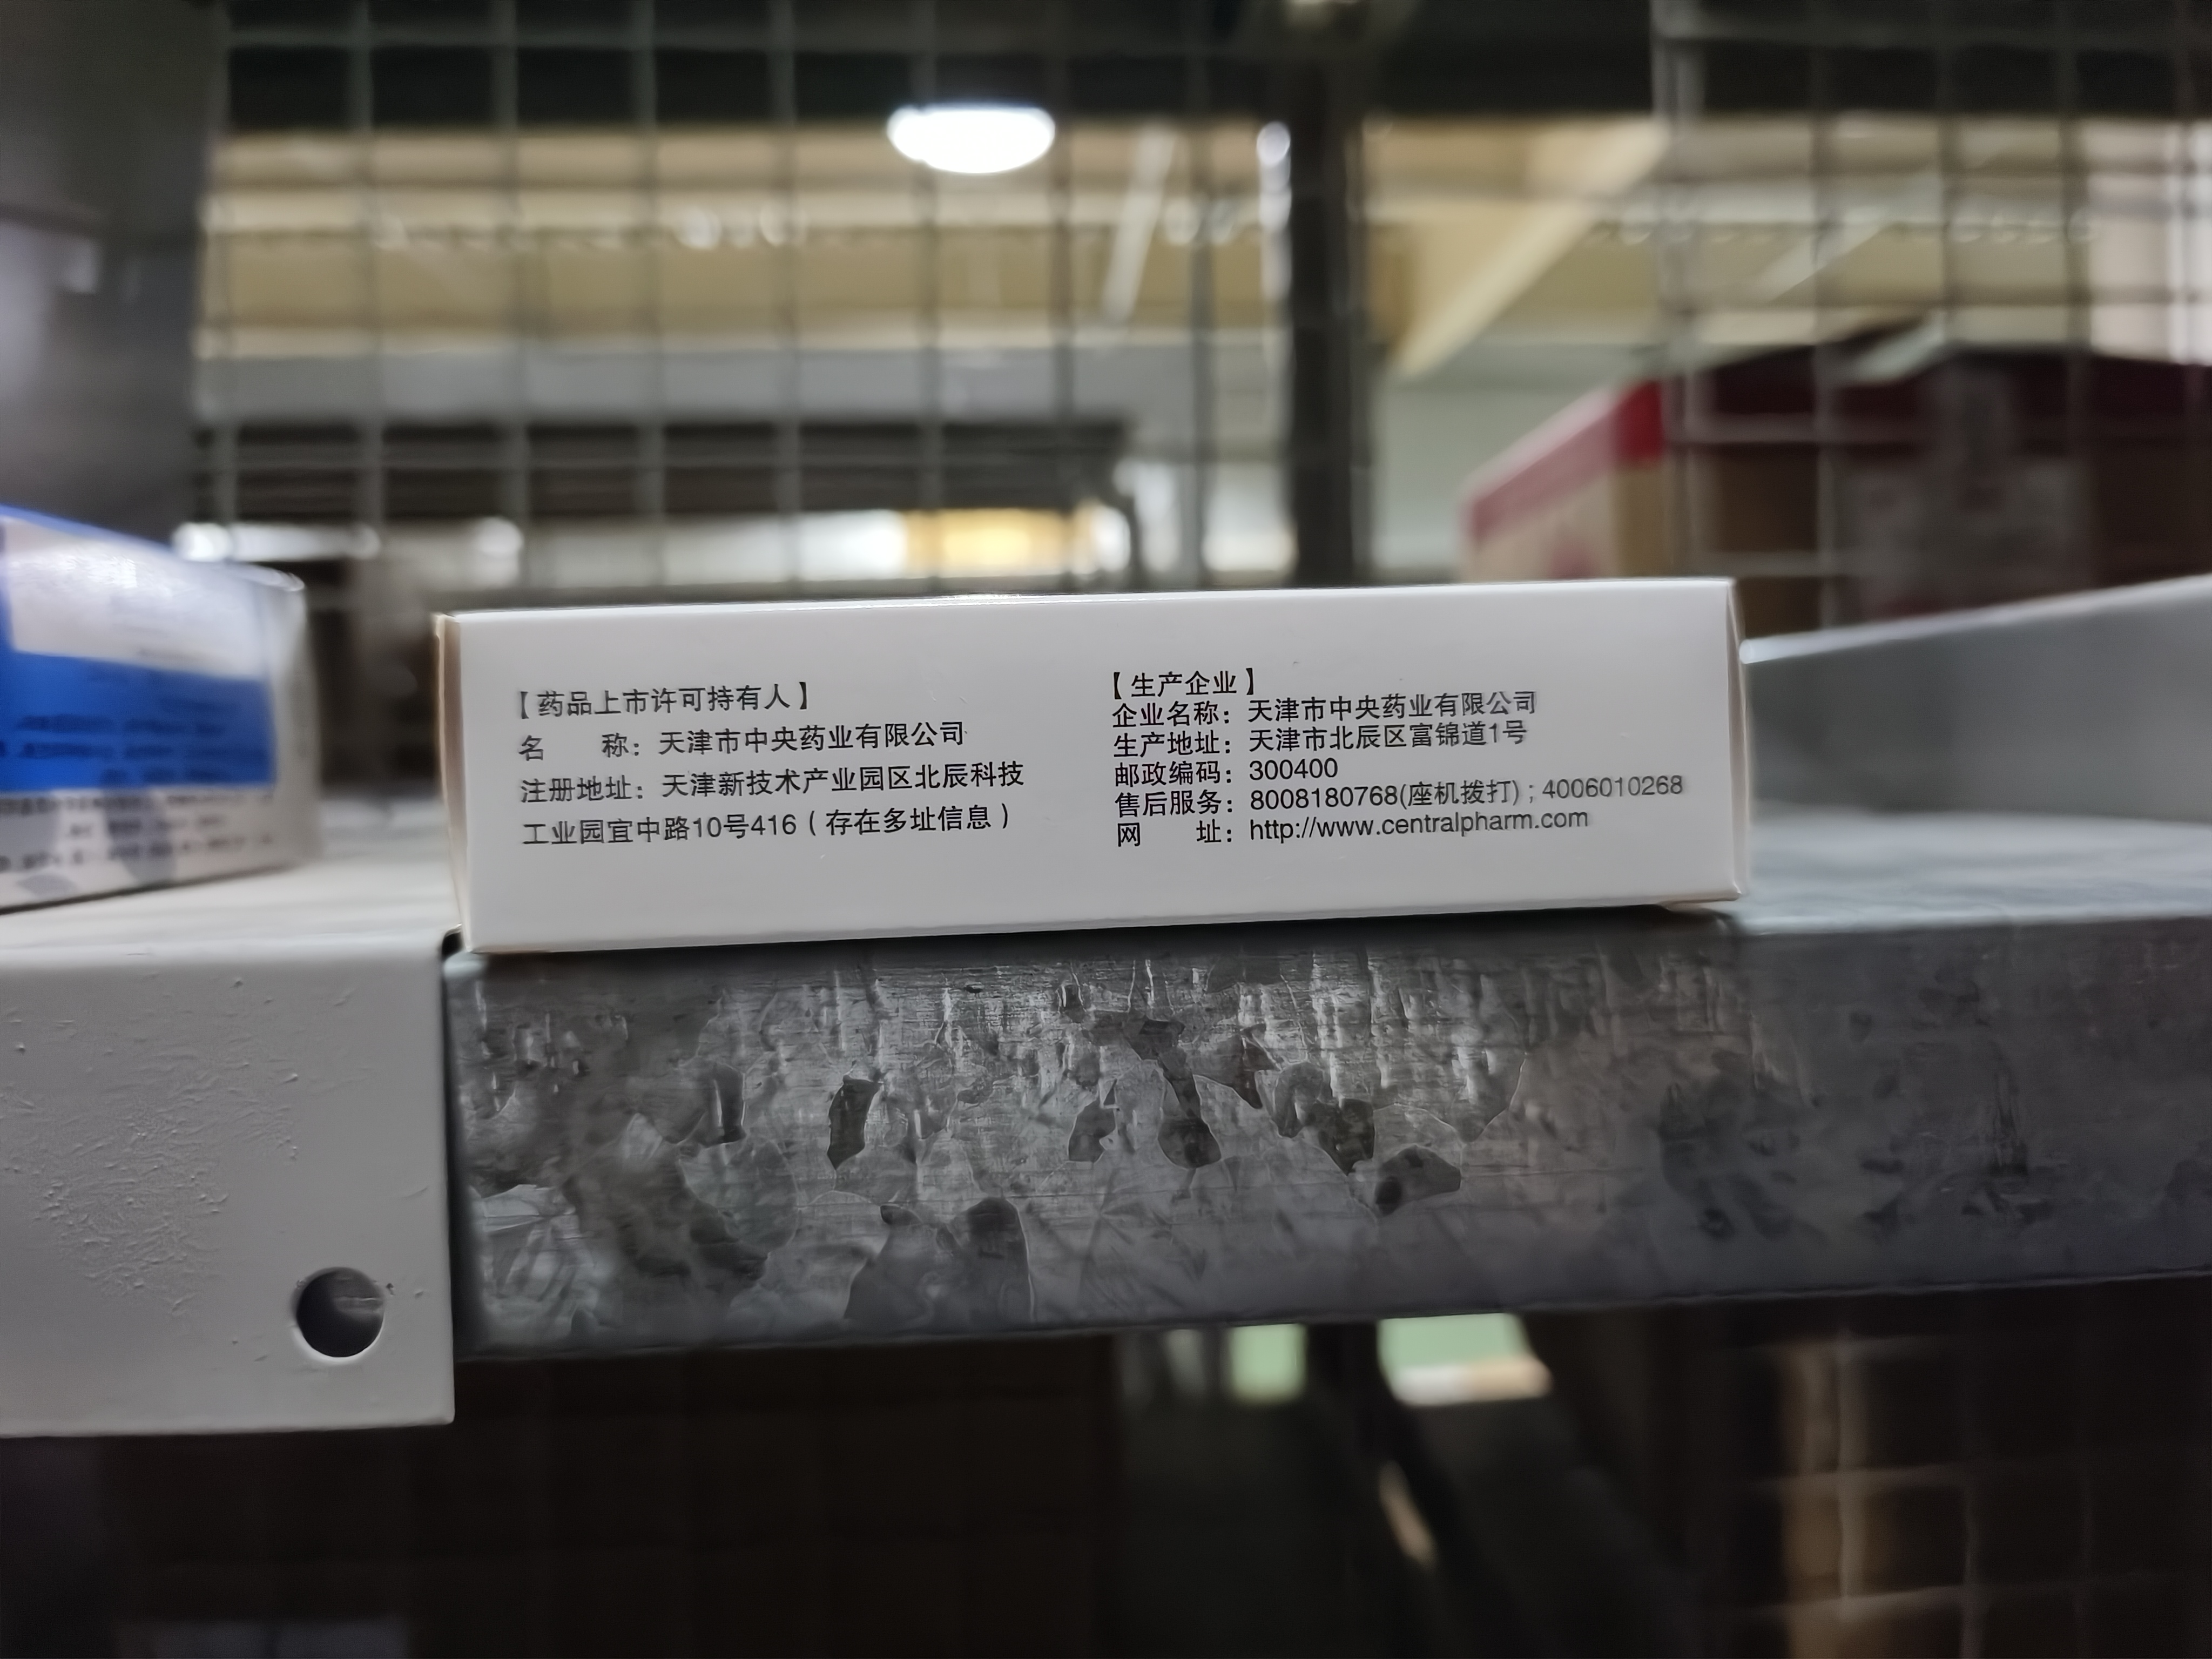 【药品上市许可持有人】
名 称：天津市中央药业有限公司
注册地址：天津新技术产业园区北辰科技
工业园宜中路10号416（存在多址信息）
【生产企业】
企业名称：天津市中央药业有限公司
生产地址：天津市北辰区富锦道1号
邮政编码：300400
售后服务：8008180768(座机拨打)；4006010268
网 址：http://www.centralpharm.com